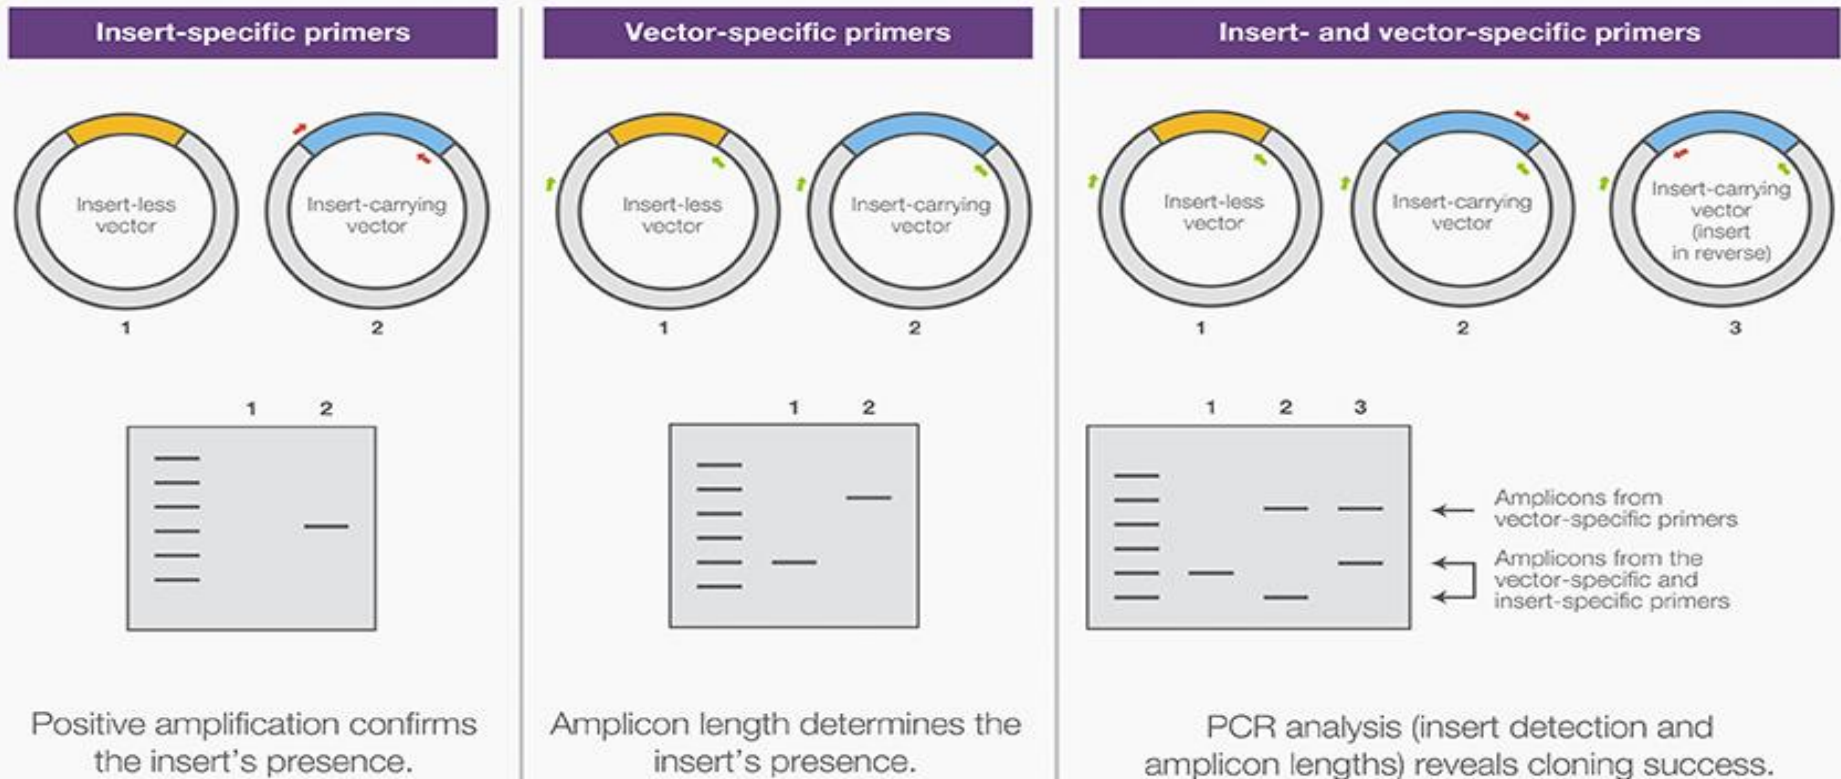 Insert-specific primers
Insert-less
vector
1
Insert-carrying
vector
2
1 2
Positive amplification confirms
the insert's presence.
Vector-specific primers
Insert-less
vector
1
Insert-carrying
vector
2
1 2
Amplicon length determines the
insert's presence.
Insert- and vector-specific primers
Insert-less
vector
1
Insert-carrying
vector
2
Insert-carrying
vector
(insert
in reverse)
3
1 2 3
Amplicons from
vector-specific primers
Amplicons from the
vector-specific and
insert-specific primers
PCR analysis (insert detection and
amplicon lengths) reveals cloning success.